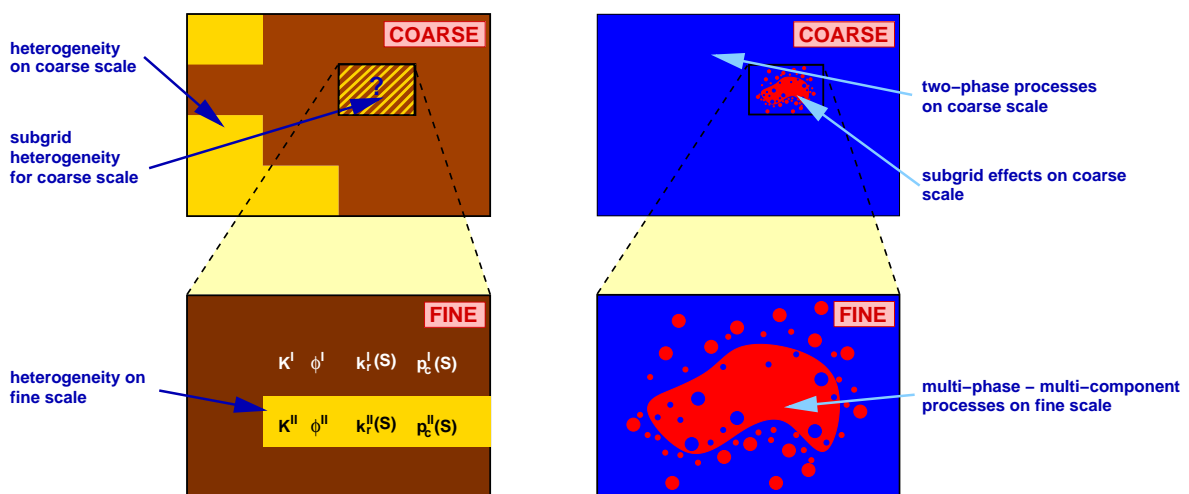 COARSE
heterogeneity
on coarse scale
?
subgrid
heterogeneity
for coarse scale
FINE
K^I ϕ^I k_r^I(S) p_c^I(S)
heterogeneity on
fine scale
K^II ϕ^II k_r^II(S) p_c^II(S)
COARSE
two–phase processes
on coarse scale
subgrid effects on coarse
scale
FINE
multi–phase – multi–component
processes on fine scale